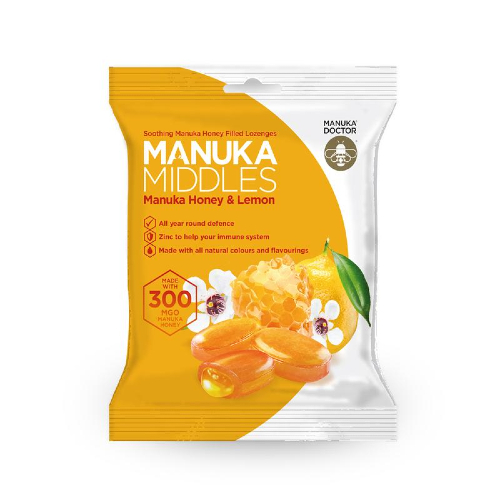 Soothing Manuka Honey Filled Lozenges
MANUKA
MIDDLES
Manuka Honey & Lemon
All year round defence
Zinc to help your immune system
Made with all natural colours and flavourings
MADE
WITH
300
MGO
MANUKA
HONEY
MANUKA
DOCTOR